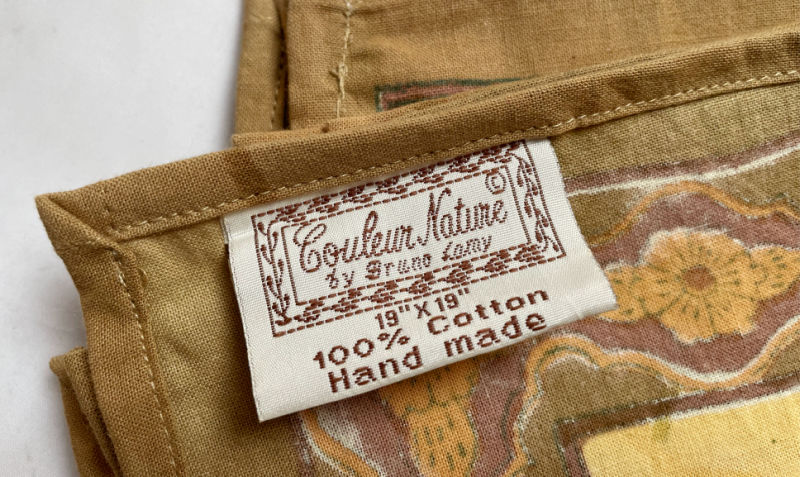 Couleur Nature ©
by Bruno Lamy
19" X 19"
100% Cotton
Hand made